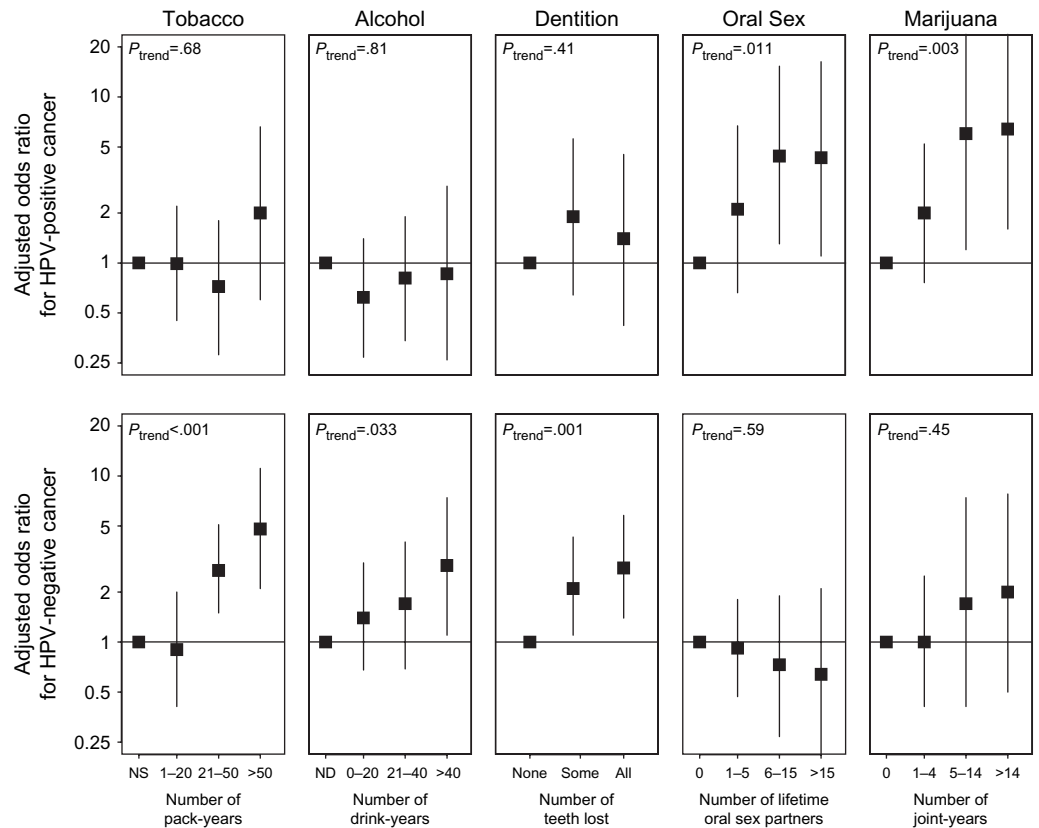 Tobacco Alcohol Dentition Oral Sex Marijuana
Adjusted odds ratio
for HPV-positive cancer
20
10
5
2
1
0.5
0.25
Ptrend=.68 Ptrend=.81 Ptrend=.41 Ptrend=.011 Ptrend=.003
Adjusted odds ratio
for HPV-negative cancer
20
10
5
2
1
0.5
0.25
Ptrend<.001 Ptrend=.033 Ptrend=.001 Ptrend=.59 Ptrend=.45
NS 1–20 21–50 >50 ND 0–20 21–40 >40 None Some All 0 1–5 6–15 >15 0 1–4 5–14 >14
Number of Number of Number of Number of lifetime Number of
pack-years drink-years teeth lost oral sex partners joint-years